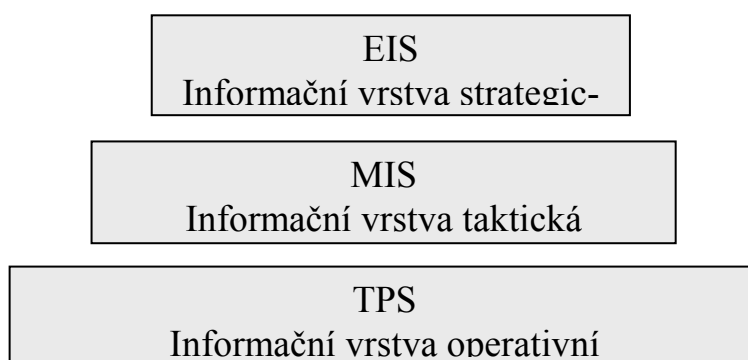 EIS
Informační vrstva strategic-
MIS
Informační vrstva taktická
TPS
Informační vrstva operativní